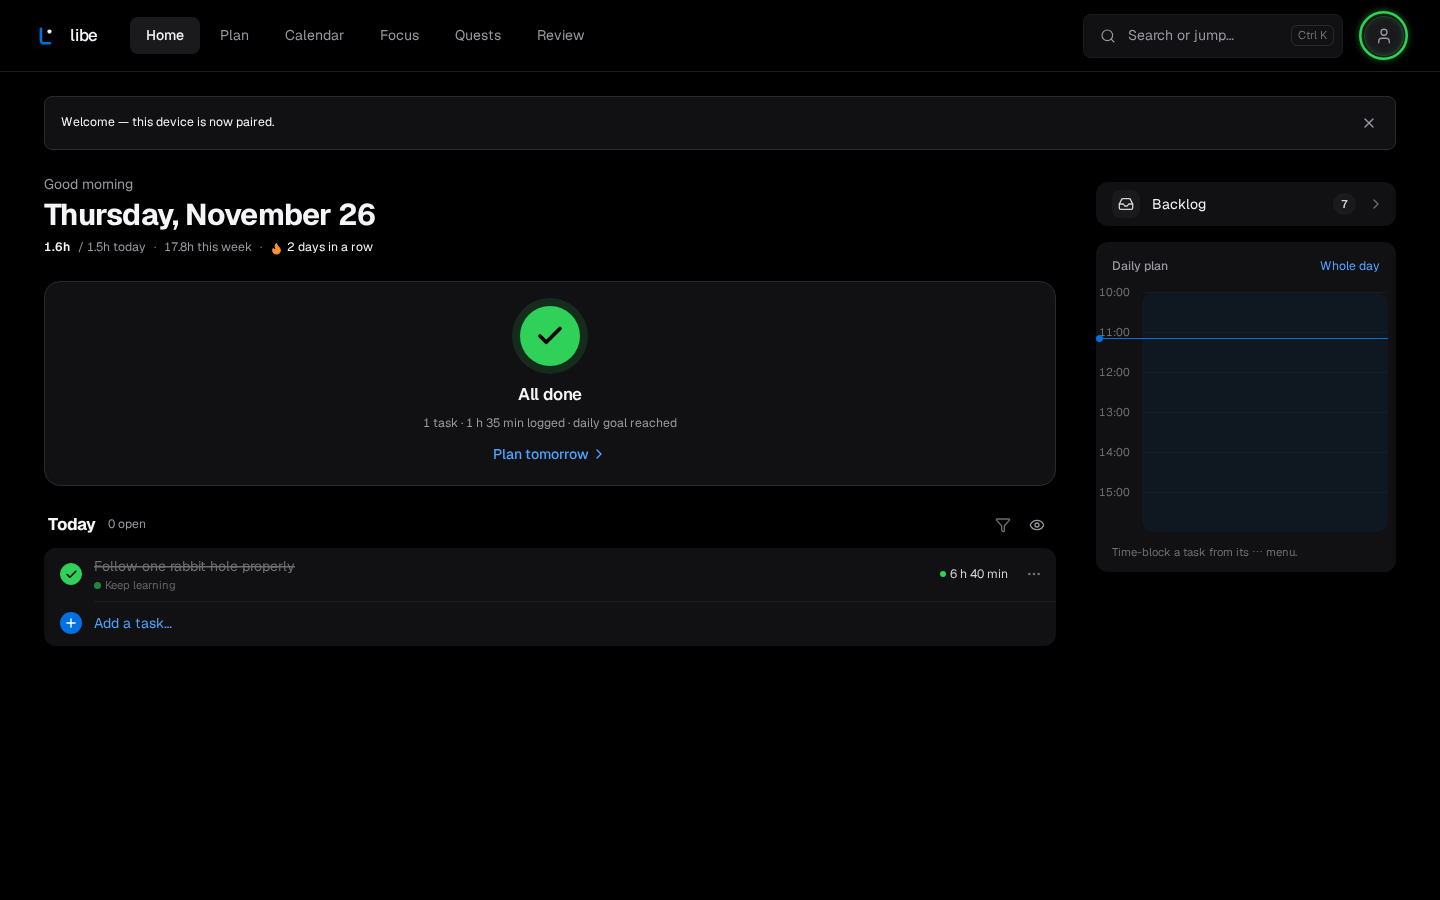 libe
Home
Plan
Calendar
Focus
Quests
Review
Search or jump...
Ctrl K
Welcome — this device is now paired.
Good morning
Thursday, November 26
1.6h / 1.5h today · 17.8h this week · 2 days in a row
All done
1 task · 1 h 35 min logged · daily goal reached
Plan tomorrow
Today 0 open
Follow one rabbit hole properly
Keep learning
6 h 40 min
Add a task...
Backlog 7
Daily plan
Whole day
10:00
11:00
12:00
13:00
14:00
15:00
Time-block a task from its ··· menu.